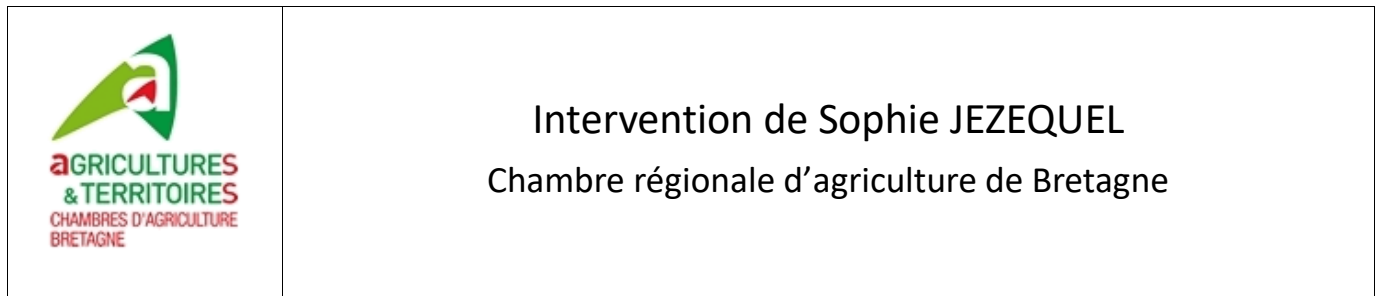 aGRICULTURES
& TERRITOIRES
CHAMBRES D'AGRICULTURE
BRETAGNE
Intervention de Sophie JEZEQUEL
Chambre régionale d’agriculture de Bretagne